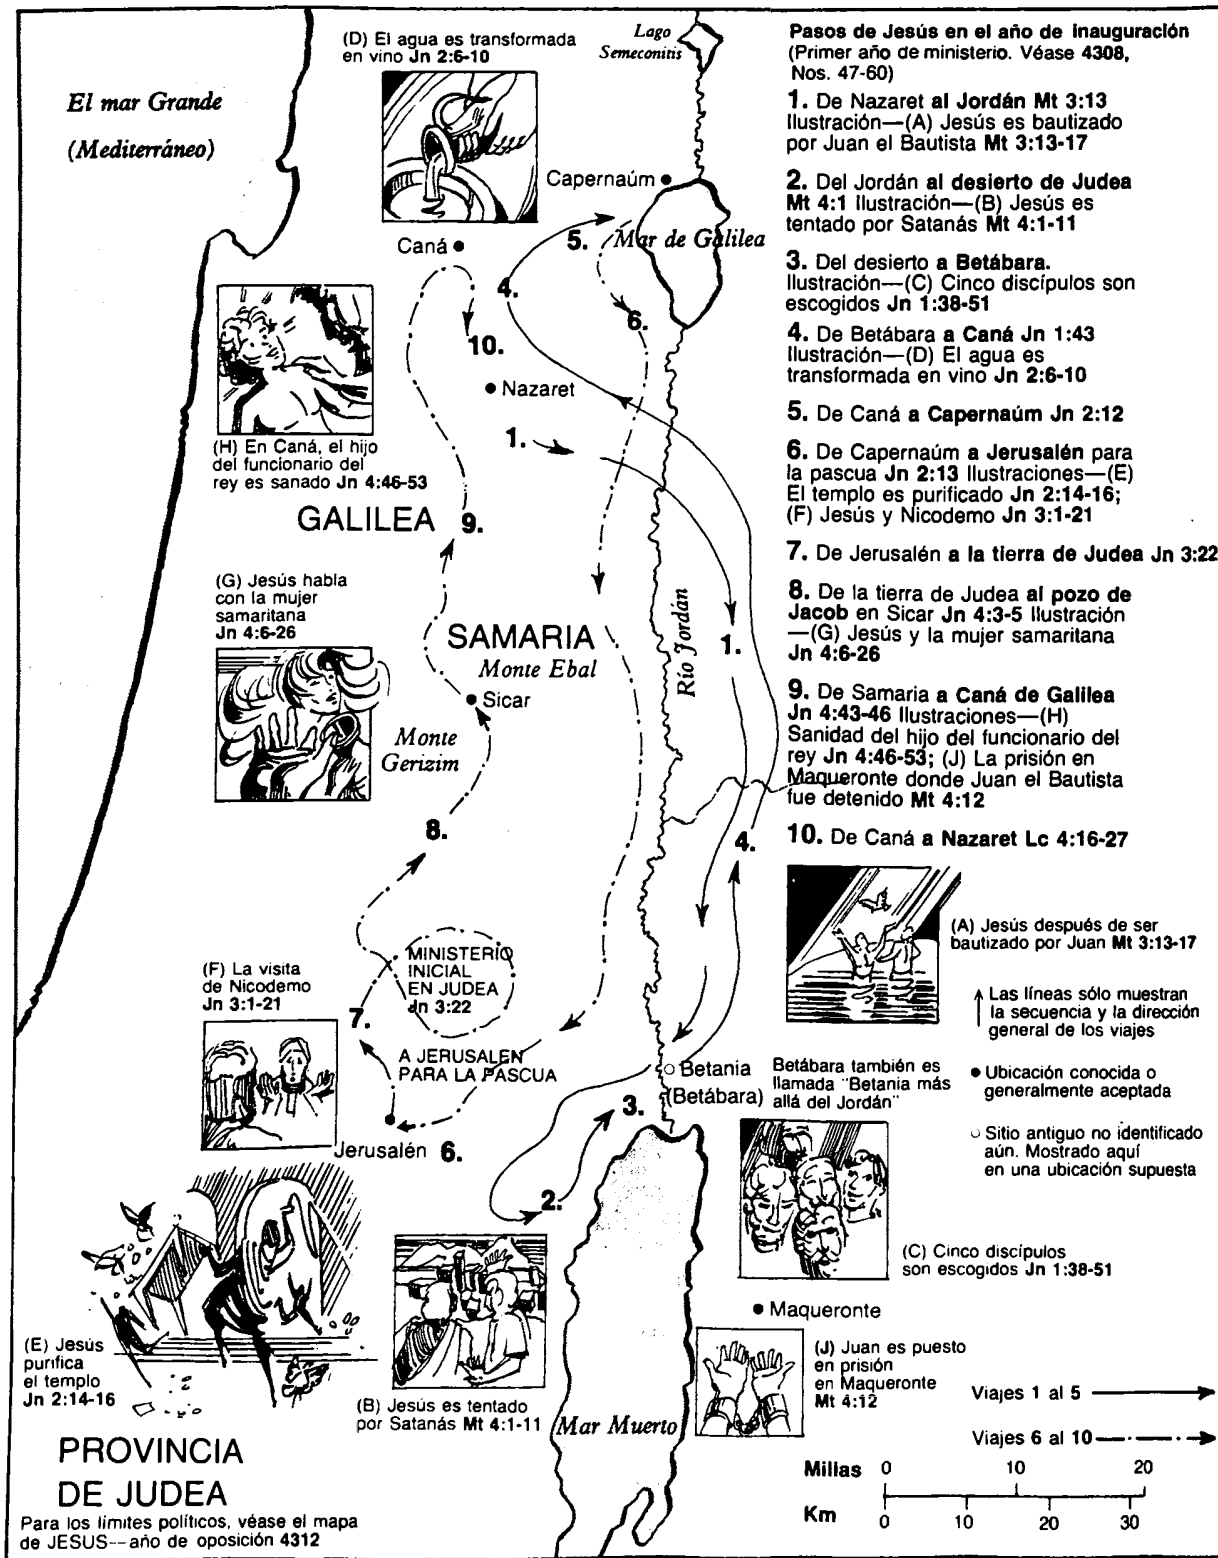 (D) El agua es transformada
en vino Jn 2:6-10
Lago
Semeconitis
El mar Grande
(Mediterráneo)
Capernaúm
Mar de Galilea
Caná
5.
4.
6.
10.
Nazaret
1.
(H) En Caná, el hijo
del funcionario del
rey es sanado Jn 4:46-53
GALILEA
9.
(G) Jesús habla
con la mujer
samaritana
Jn 4:6-26
SAMARIA
Monte Ebal
Sicar
Monte
Gerizim
Río Jordán
1.
8.
4.
MINISTERIO
INICIAL
EN JUDEA
Jn 3:22
(F) La visita
de Nicodemo
Jn 3:1-21
7.
A JERUSALEN
PARA LA PASCUA
Betania
(Betábara)
3.
Jerusalén
6.
2.
(E) Jesús
purifica
el templo
Jn 2:14-16
(B) Jesús es tentado
por Satanás Mt 4:1-11
Mar Muerto
PROVINCIA
DE JUDEA
Para los límites políticos, véase el mapa
de JESUS--año de oposición 4312
Pasos de Jesús en el año de inauguración
(Primer año de ministerio. Véase 4308,
Nos. 47-60)
1. De Nazaret al Jordán Mt 3:13
Ilustración—(A) Jesús es bautizado
por Juan el Bautista Mt 3:13-17
2. Del Jordán al desierto de Judea
Mt 4:1 Ilustración—(B) Jesús es
tentado por Satanás Mt 4:1-11
3. Del desierto a Betábara.
Ilustración—(C) Cinco discípulos son
escogidos Jn 1:38-51
4. De Betábara a Caná Jn 1:43
Ilustración—(D) El agua es
transformada en vino Jn 2:6-10
5. De Caná a Capernaúm Jn 2:12
6. De Capernaúm a Jerusalén para
la pascua Jn 2:13 Ilustraciones—(E)
El templo es purificado Jn 2:14-16;
(F) Jesús y Nicodemo Jn 3:1-21
7. De Jerusalén a la tierra de Judea Jn 3:22
8. De la tierra de Judea al pozo de
Jacob en Sicar Jn 4:3-5 Ilustración
—(G) Jesús y la mujer samaritana
Jn 4:6-26
9. De Samaria a Caná de Galilea
Jn 4:43-46 Ilustraciones—(H)
Sanidad del hijo del funcionario del
rey Jn 4:46-53; (J) La prisión en
Maqueronte donde Juan el Bautista
fue detenido Mt 4:12
10. De Caná a Nazaret Lc 4:16-27
(A) Jesús después de ser
bautizado por Juan Mt 3:13-17
Las líneas sólo muestran
la secuencia y la dirección
general de los viajes
Betábara también es
llamada "Betania más
allá del Jordán"
Ubicación conocida o
generalmente aceptada
Sitio antiguo no identificado
aún. Mostrado aquí
en una ubicación supuesta
(C) Cinco discípulos
son escogidos Jn 1:38-51
Maqueronte
(J) Juan es puesto
en prisión
en Maqueronte
Mt 4:12
Viajes 1 al 5
Viajes 6 al 10
Millas 0 10 20
Km 0 10 20 30